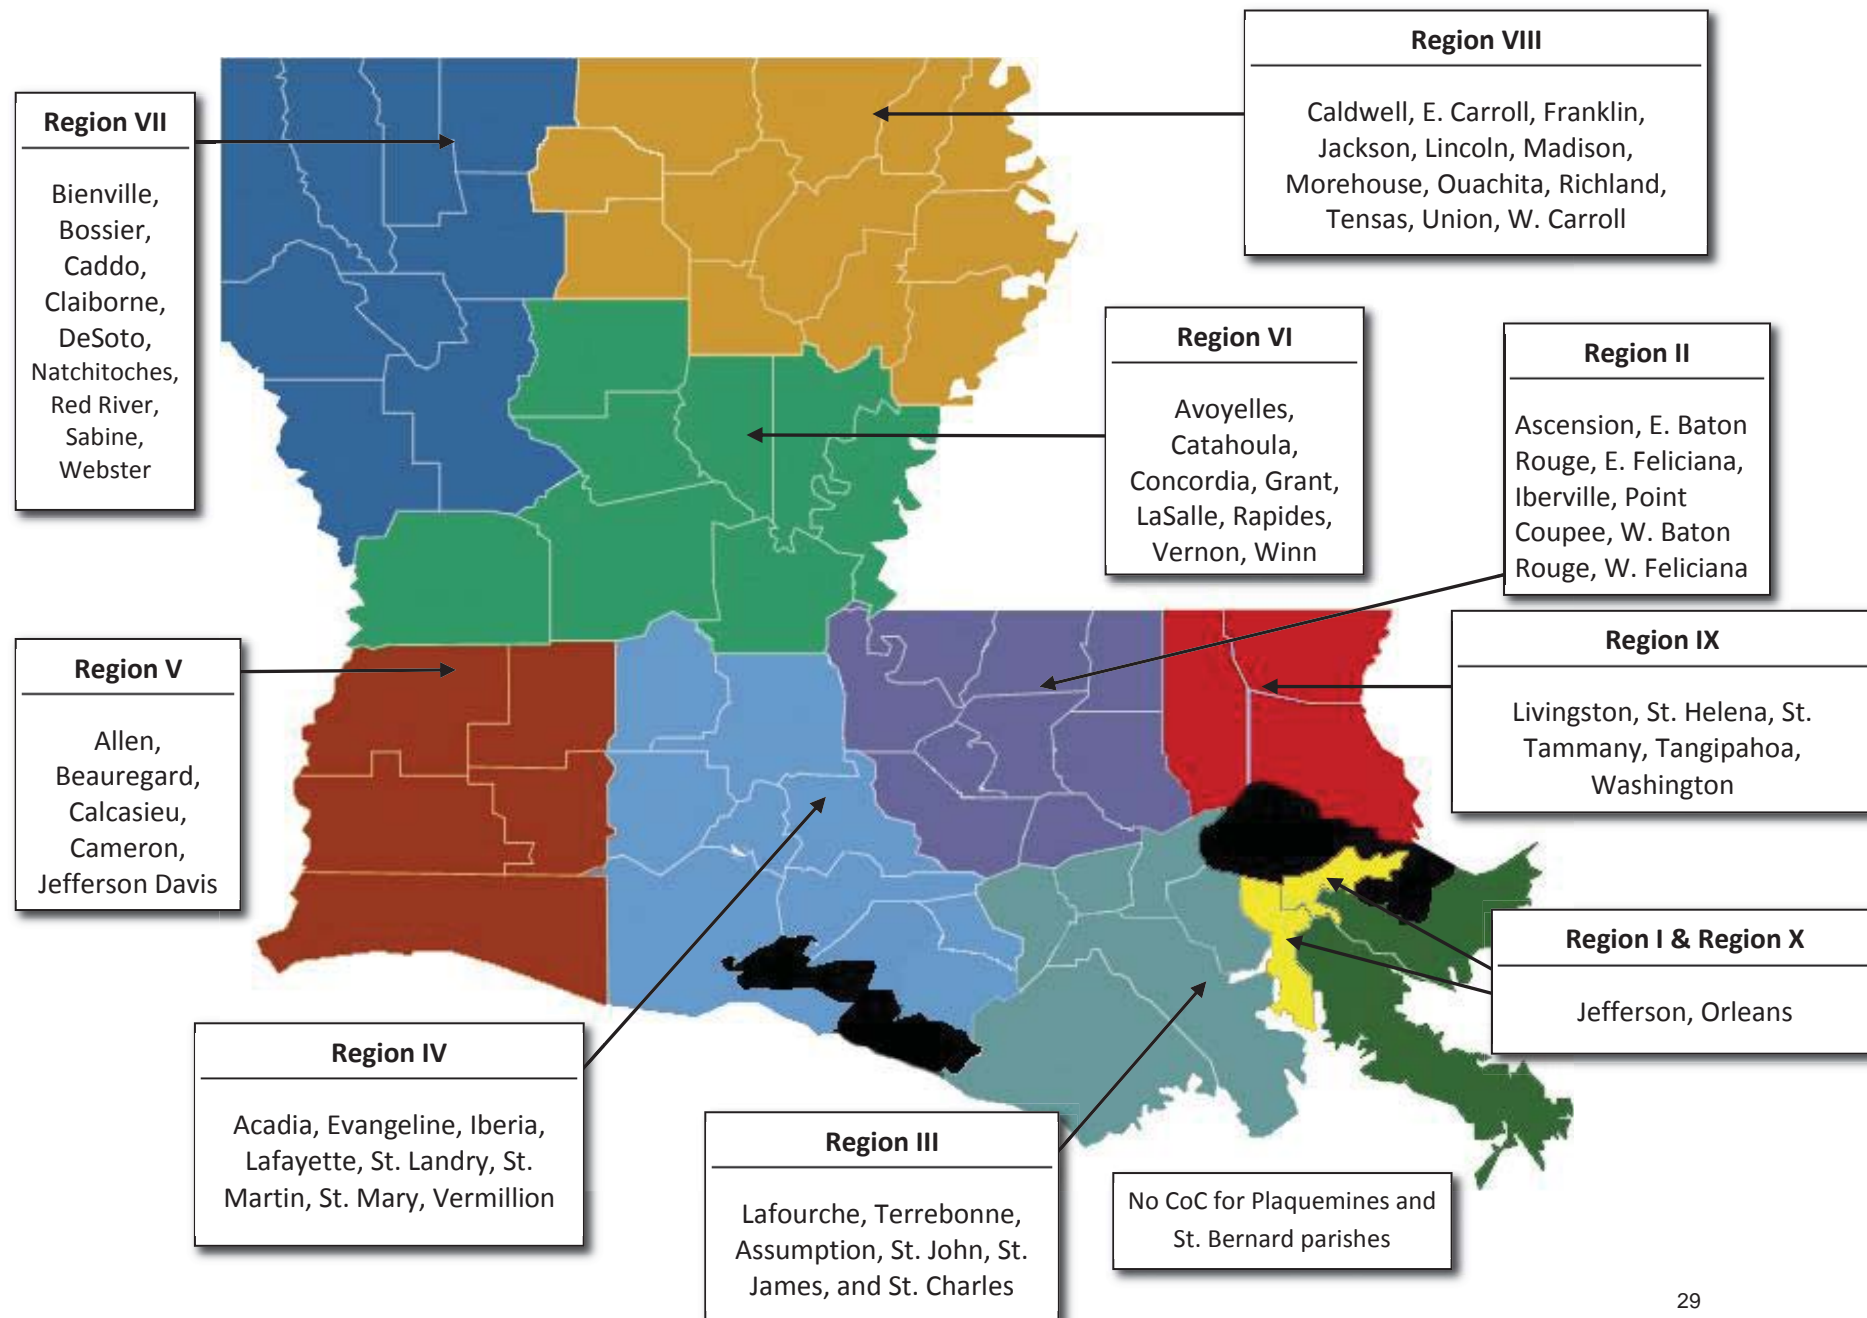 Region VIII
Caldwell, E. Carroll, Franklin,
Jackson, Lincoln, Madison,
Morehouse, Ouachita, Richland,
Tensas, Union, W. Carroll
Region VII
Bienville,
Bossier,
Caddo,
Claiborne,
DeSoto,
Natchitoches,
Red River,
Sabine,
Webster
Region VI
Avoyelles,
Catahoula,
Concordia, Grant,
LaSalle, Rapides,
Vernon, Winn
Region II
Ascension, E. Baton
Rouge, E. Feliciana,
Iberville, Point
Coupee, W. Baton
Rouge, W. Feliciana
Region IX
Livingston, St. Helena, St.
Tammany, Tangipahoa,
Washington
Region V
Allen,
Beauregard,
Calcasieu,
Cameron,
Jefferson Davis
Region I & Region X
Jefferson, Orleans
Region IV
Acadia, Evangeline, Iberia,
Lafayette, St. Landry, St.
Martin, St. Mary, Vermillion
Region III
Lafourche, Terrebonne,
Assumption, St. John, St.
James, and St. Charles
No CoC for Plaquemines and
St. Bernard parishes
29